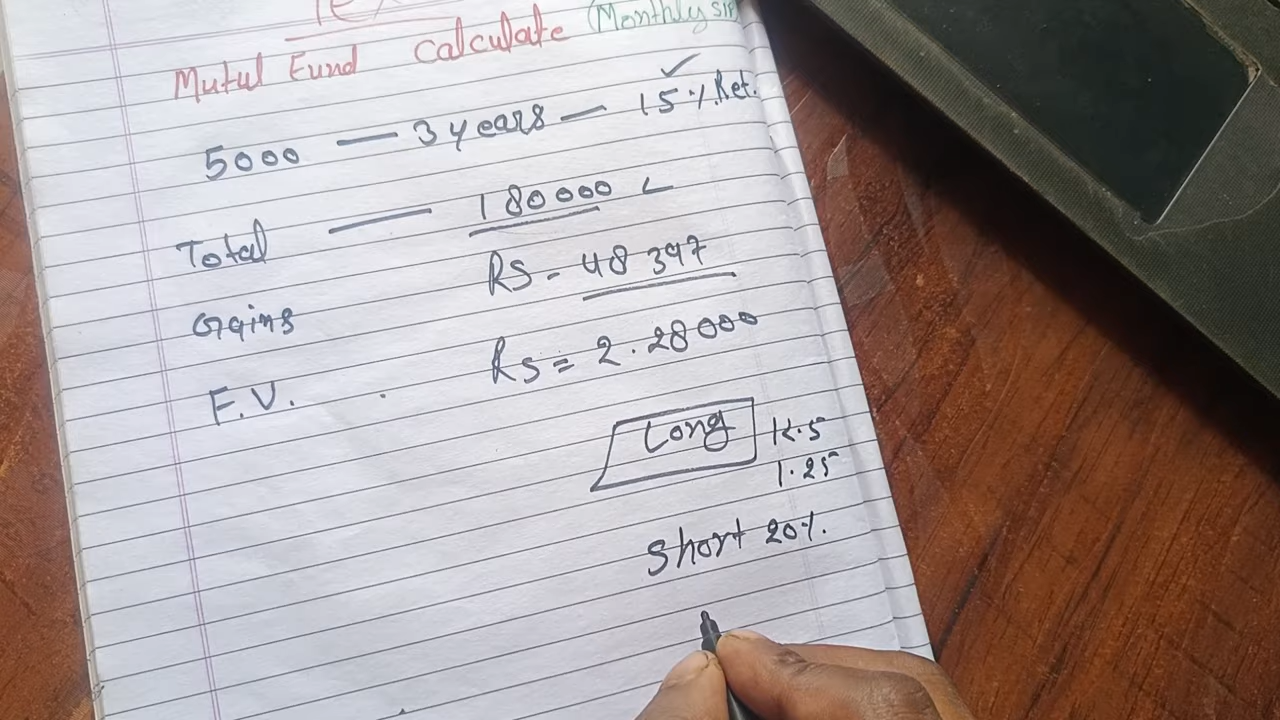 Mutul Fund calculate (Monthly SIP
5000 — 3 years — 15% Ret.
Total — 180000
Gains Rs - 48397
F.V. Rs = 2.28000
Long 12.5
1.25
Short 20%.